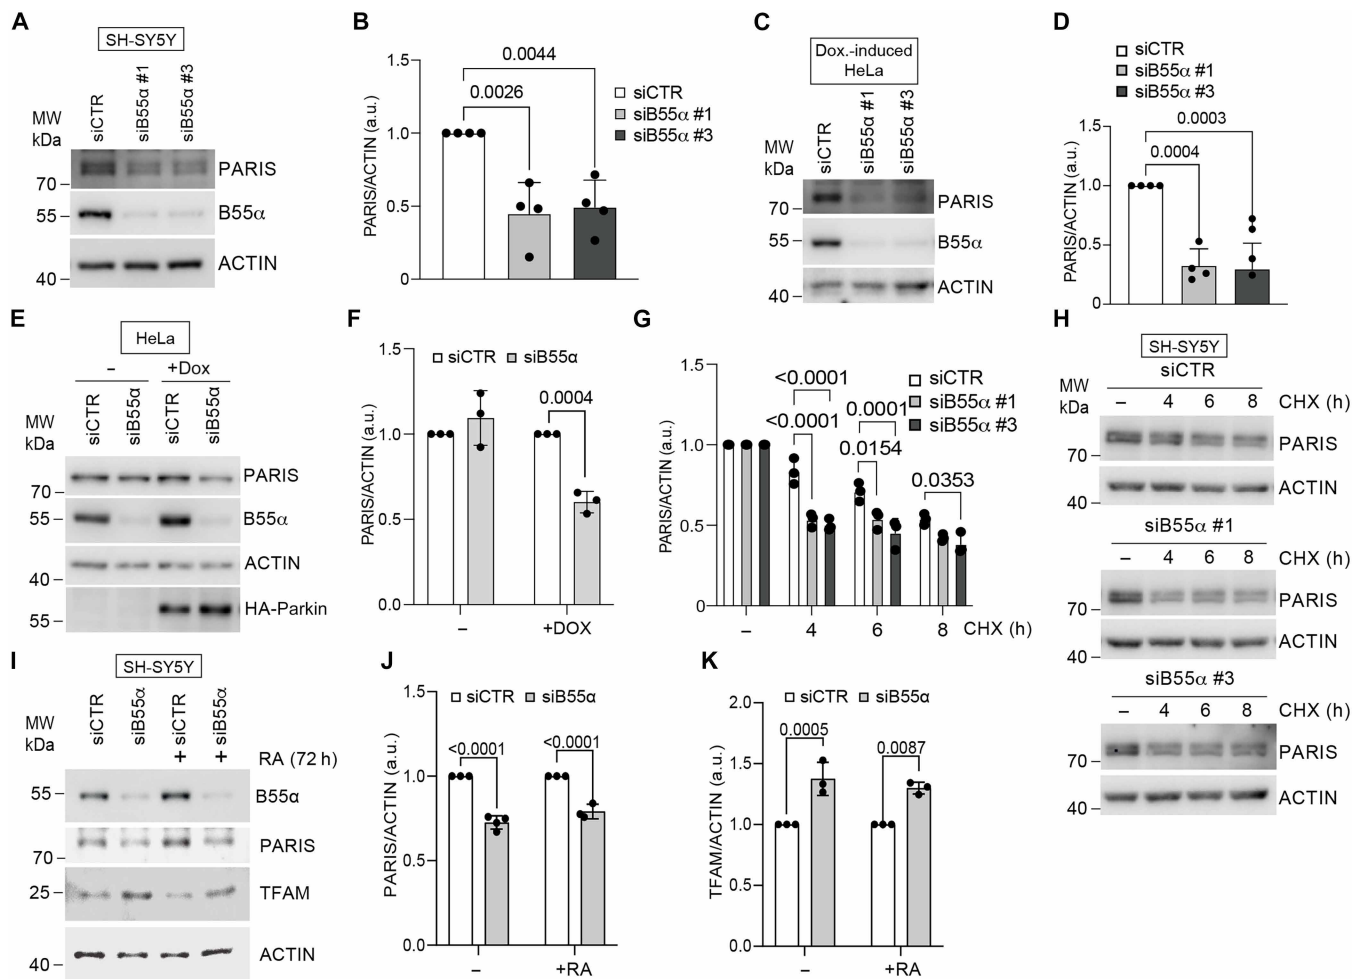 A
SH-SY5Y
MW
kDa
siCTR
siB55α #1
siB55α #3
PARIS
70
B55α
55
ACTIN
40
B
1.5
1.0
0.5
0
PARIS/ACTIN (a.u.)
0.0044
0.0026
siCTR
siB55α #1
siB55α #3
C
Dox.-induced
HeLa
MW
kDa
siCTR
siB55α #1
siB55α #3
PARIS
70
55
B55α
ACTIN
40
D
siCTR
siB55α #1
siB55α #3
1.5
1.0
0.5
0
PARIS/ACTIN (a.u.)
0.0003
0.0004
E
HeLa
– +Dox
siCTR
siB55α
siCTR
siB55α
MW
kDa
PARIS
70
55
B55α
ACTIN
40
HA-Parkin
55
F
siCTR siB55α
1.5
1.0
0.5
0.0
PARIS/ACTIN (a.u.)
0.0004
– +DOX
G
siCTR
siB55α #1
siB55α #3
1.5
1.0
0.5
0
PARIS/ACTIN (a.u.)
<0.0001
<0.0001
0.0001
0.0154
0.0353
– 4 6 8 CHX (h)
H
SH-SY5Y
siCTR
MW
kDa
– 4 6 8 CHX (h)
PARIS
70
ACTIN
40
siB55α #1
– 4 6 8 CHX (h)
PARIS
70
ACTIN
40
siB55α #3
– 4 6 8 CHX (h)
PARIS
70
ACTIN
40
I
SH-SY5Y
MW
kDa
siCTR
siB55α
siCTR
siB55α
+ + RA (72 h)
55
B55α
PARIS
70
25
TFAM
ACTIN
40
J
siCTR siB55α
1.5
1.0
0.5
0.0
PARIS/ACTIN (a.u.)
<0.0001
<0.0001
– +RA
K
siCTR siB55α
2.0
1.5
1.0
0.5
0.0
TFAM/ACTIN (a.u.)
0.0005
0.0087
– +RA